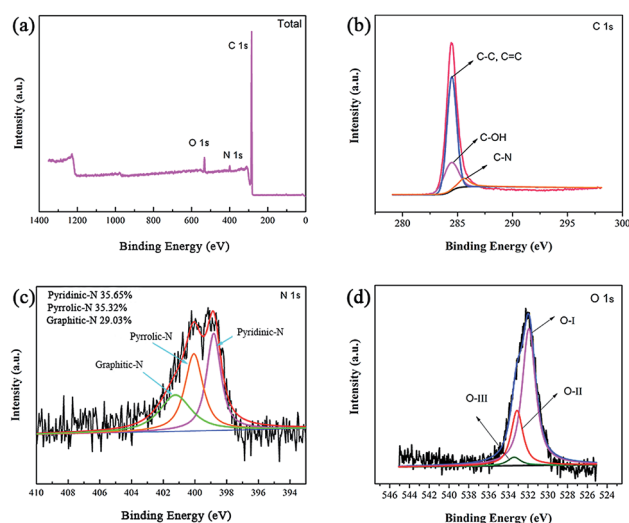 (a)
Total
C 1s
O 1s
N 1s
Intensity (a.u.)
1400 1200 1000 800 600 400 200 0
Binding Energy (eV)
(b)
C 1s
C-C, C=C
C-OH
C-N
Intensity (a.u.)
280 285 290 295 300
Binding Energy (eV)
(c)
N 1s
Pyridinic-N 35.65%
Pyrrolic-N 35.32%
Graphitic-N 29.03%
Pyrrolic-N
Pyridinic-N
Graphitic-N
Intensity (a.u.)
410 408 406 404 402 400 398 396 394
Binding Energy (eV)
(d)
O 1s
O-I
O-II
O-III
Intensity (a.u.)
546 544 542 540 538 536 534 532 530 528 526 524
Binding Energy (eV)